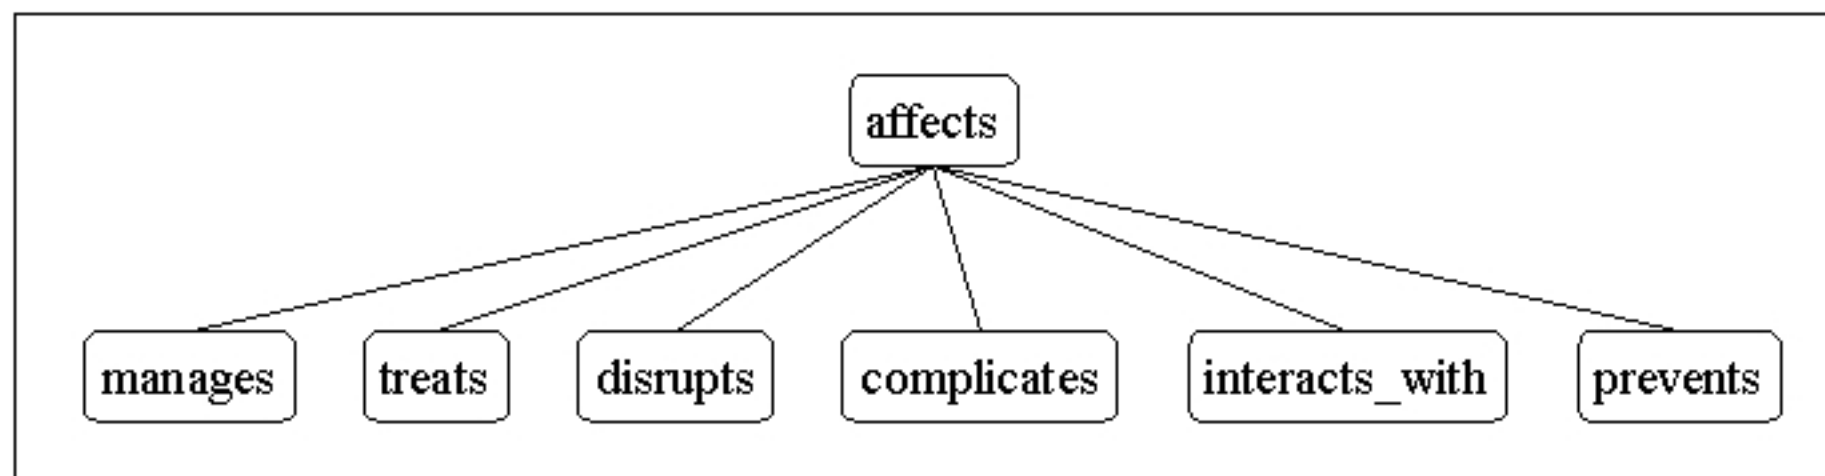 affects
manages treats disrupts complicates interacts_with prevents